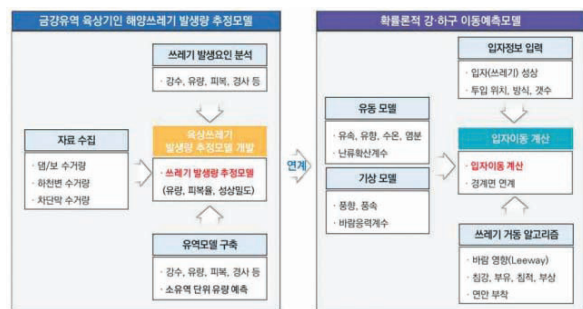 금강유역 육상기인 해양쓰레기 발생량 추정모델
쓰레기 발생요인 분석
· 강수, 유량, 피복, 경사 등
자료 수집
· 댐/보 수거량
· 하천변 수거량
· 차단막 수거량
육상쓰레기
발생량 추정모델 개발
· 쓰레기 발생량 추정모델
(유량, 피복율, 성상밀도)
유역모델 구축
· 강수, 유량, 피복, 경사 등
· 소유역 단위 유량 예측
연계
확률론적 강·하구 이동예측모델
입자정보 입력
· 입자(쓰레기) 성상
· 투입 위치, 방식, 갯수
유동 모델
· 유속, 유향, 수온, 염분
· 난류확산계수
기상 모델
· 풍향, 풍속
· 바람응력계수
입자이동 계산
· 입자이동 계산
· 경계면 연계
쓰레기 거동 알고리즘
· 바람 영향(Leeway)
· 침강, 부유, 침적, 부상
· 연안 부착